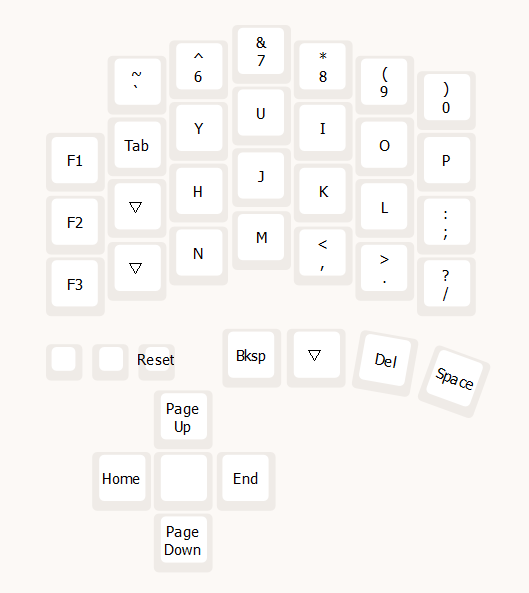 ~
`
^
6
&
7
*
8
(
9
)
0
Tab
Y
U
I
O
P
F1
▽
H
J
K
L
:
;
F2
▽
N
M
<
,
>
.
?
/
F3
Reset
Bksp
▽
Del
Space
Page
Up
Home
End
Page
Down